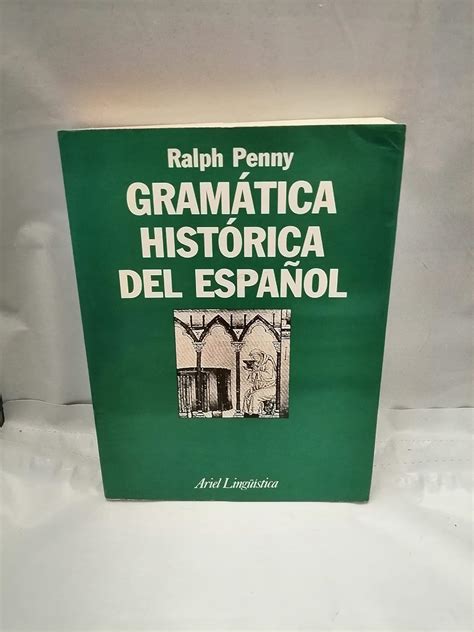 Ralph Penny
GRAMÁTICA
HISTÓRICA
DEL ESPAÑOL
Ariel Lingüística